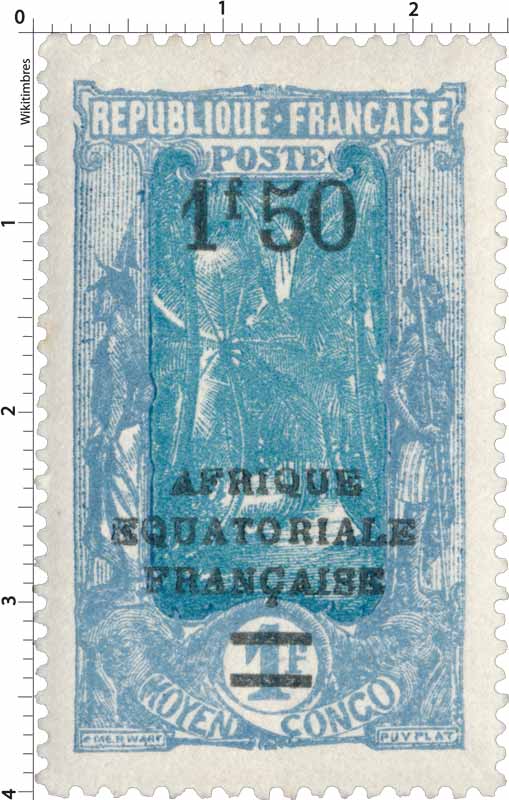 0 1 2
Wikitimbres
REPUBLIQUE·FRANCAISE
POSTE
1f 50
1
2
AFRIQUE
EQUATORIALE
FRANÇAISE
3
1F
MOYEN CONGO
PUYPLAT
4